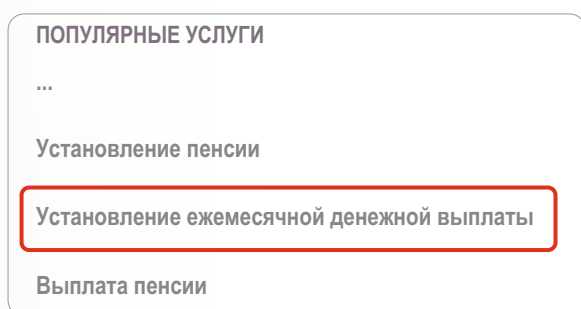 ПОПУЛЯРНЫЕ УСЛУГИ
...
Установление пенсии
Установление ежемесячной денежной выплаты
Выплата пенсии